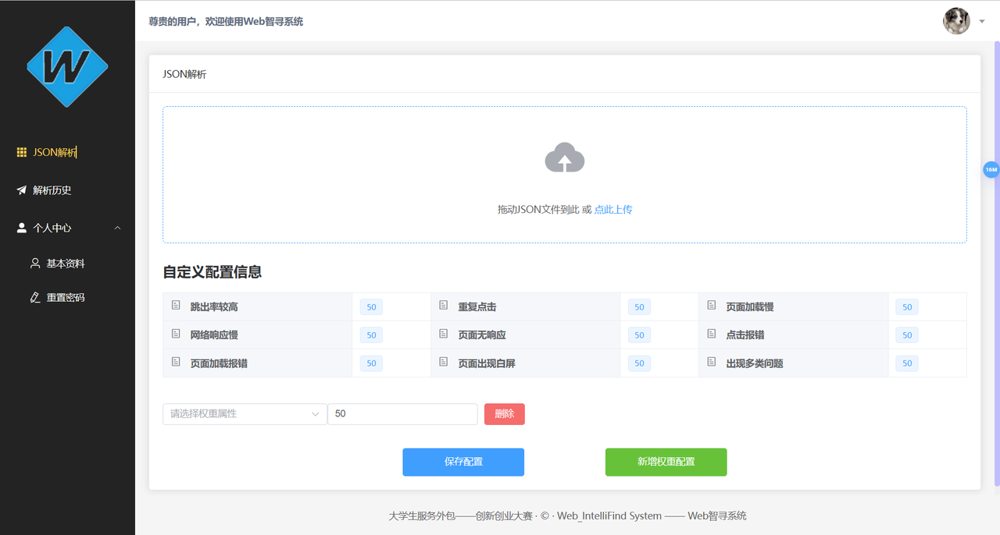 尊贵的用户，欢迎使用Web智寻系统
W
JSON解析
解析历史
个人中心
基本资料
重置密码
JSON解析
拖动JSON文件到此 或 点此上传
16M
自定义配置信息
跳出率较高 50 重复点击 50 页面加载慢 50
网络响应慢 50 页面无响应 50 点击报错 50
页面加载报错 50 页面出现白屏 50 出现多类问题 50
请选择权重属性 50 删除
保存配置 新增权重配置
大学生服务外包——创新创业大赛 · © · Web_IntelliFind System —— Web智寻系统